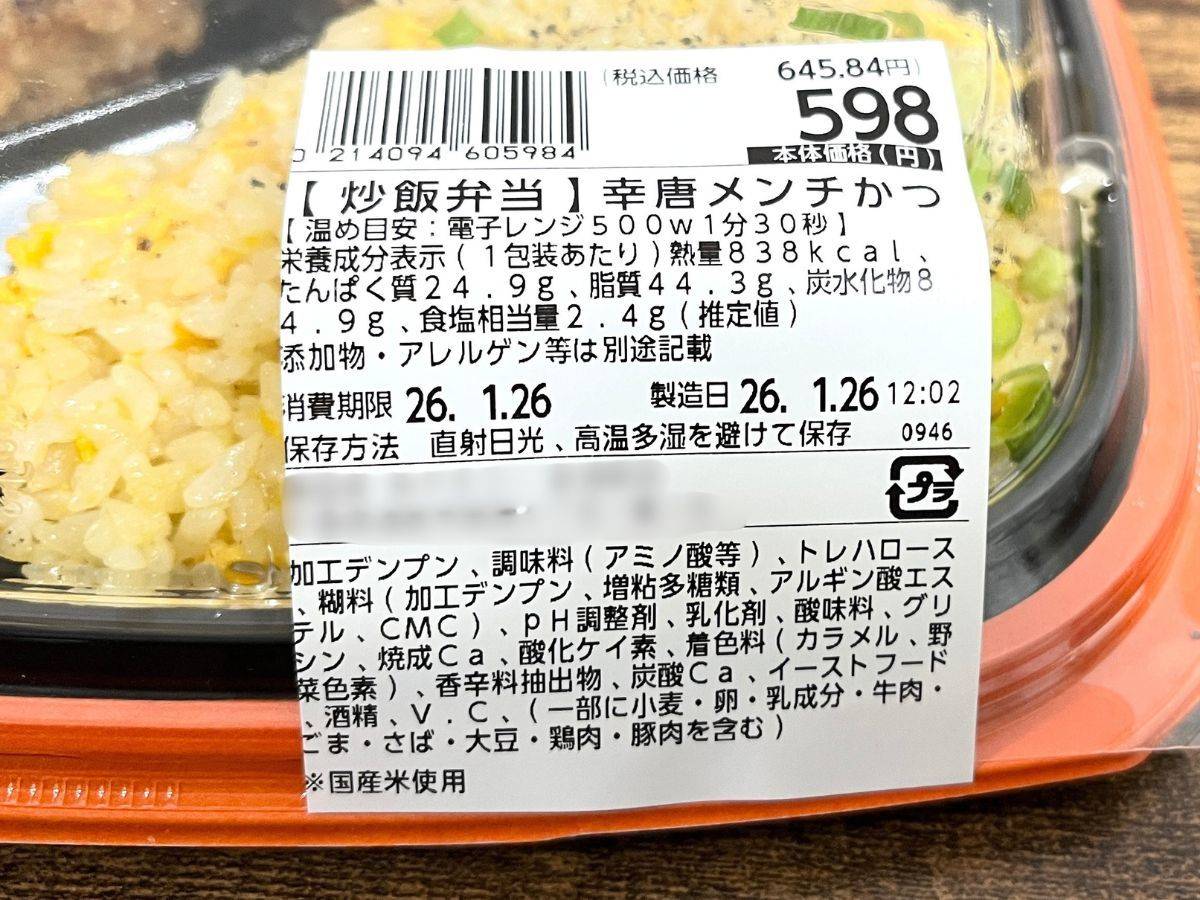 (税込価格 645.84円)
598
本体価格(円)
0 214094 605984
【炒飯弁当】幸唐メンチかつ
【温め目安:電子レンジ500w1分30秒】
栄養成分表示(1包装あたり)熱量838kcal、
たんぱく質24.9g、脂質44.3g、炭水化物8
4.9g、食塩相当量2.4g(推定値)
添加物・アレルゲン等は別途記載
消費期限 26. 1.26 製造日 26. 1.26 12:02
保存方法 直射日光、高温多湿を避けて保存 0946
プラ
加工デンプン、調味料(アミノ酸等)、トレハロース
、糊料(加工デンプン、増粘多糖類、アルギン酸エス
テル、CMC)、pH調整剤、乳化剤、酸味料、グリ
シン、焼成Ca、酸化ケイ素、着色料(カラメル、野
菜色素)、香辛料抽出物、炭酸Ca、イーストフード
、酒精、V.C、(一部に小麦・卵・乳成分・牛肉・
ごま・さば・大豆・鶏肉・豚肉を含む)
※国産米使用